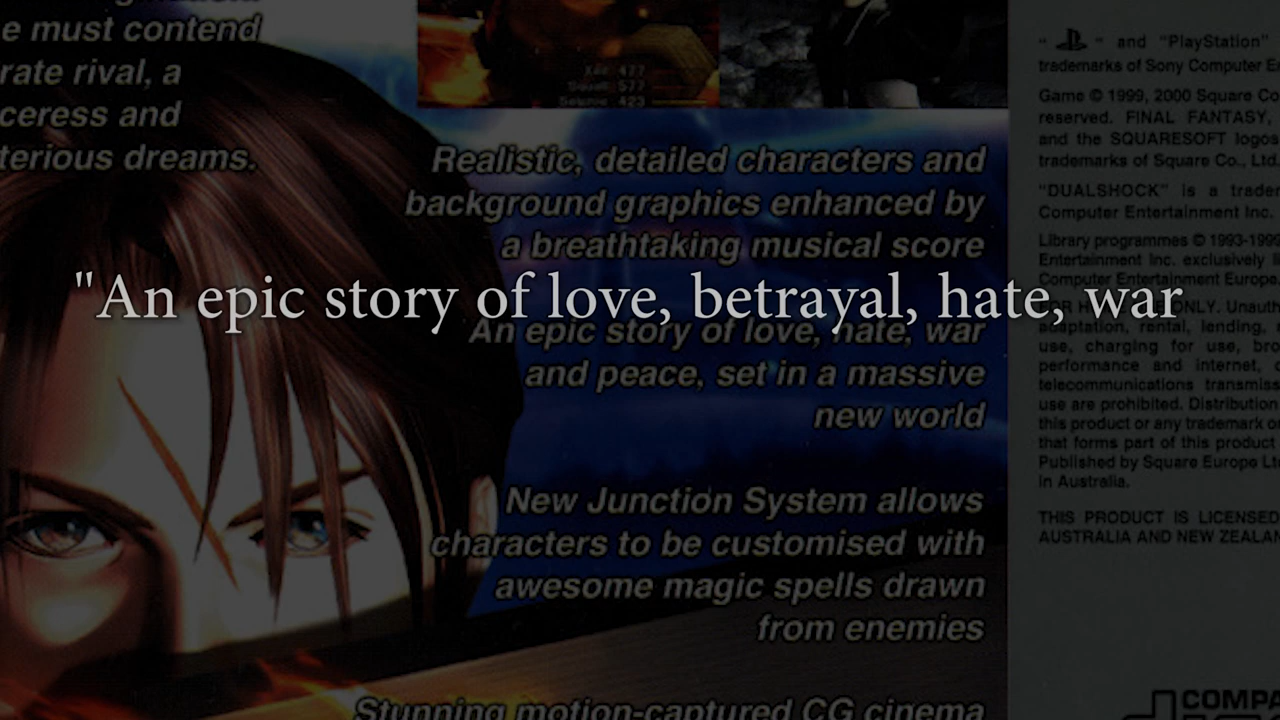 e must contend
rate rival, a
ceress and
terious dreams.
Realistic, detailed characters and
background graphics enhanced by
a breathtaking musical score
"An epic story of love, betrayal, hate, war
An epic story of love, hate, war
and peace, set in a massive
new world
New Junction System allows
characters to be customised with
awesome magic spells drawn
from enemies
Stunning motion-captured CG cinema
" " and "PlayStation"
trademarks of Sony Computer E
Game © 1999, 2000 Square Co
reserved. FINAL FANTASY,
and the SQUARESOFT logos
trademarks of Square Co., Ltd.
"DUALSHOCK" is a trade
Computer Entertainment Inc.
Library programmes © 1993-199
Entertainment Inc. exclusively li
Computer Entertainment Europe.
ONLY. Unauth
adaptation, rental, lending,
use, charging for use, bro
performance and internet,
telecommunications transmiss
use are prohibited. Distribution
this product or any trademark o
that forms part of this product
Published by Square Europe Lt
in Australia.
THIS PRODUCT IS LICENSED
AUSTRALIA AND NEW ZEALAN
COMPA